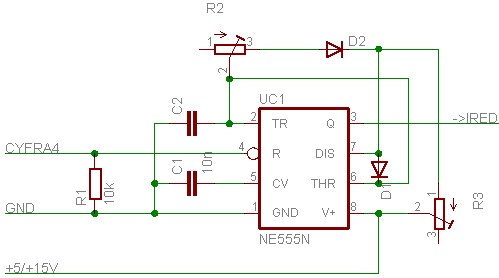 R2
1
3
D2
2
C2
UC1
2 TR Q 3
->IRED
CYFRA4
4 R DIS 7
C1
10n
R1
10k
5 CV THR 6
D1
1
R3
GND
1 GND V+ 8
2
3
NE555N
+5/+15V